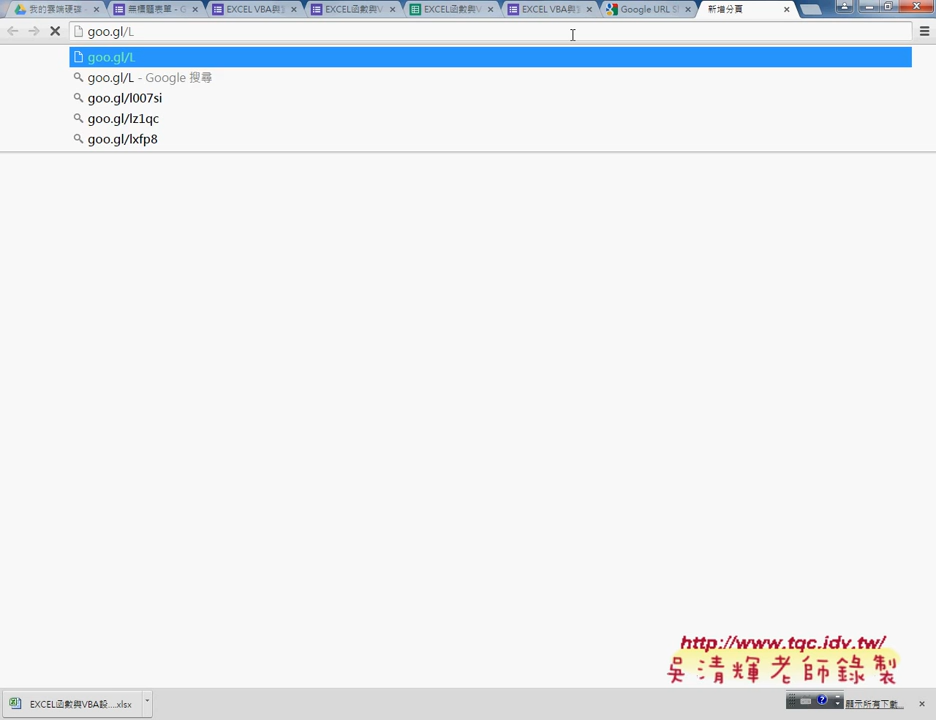 我的雲端硬碟
無標題表單 - G
EXCEL VBA與
EXCEL函數與V
EXCEL函數與V
EXCEL VBA與
Google URL S
新增分頁
goo.gl/L
goo.gl/L
goo.gl/L - Google 搜尋
goo.gl/l007si
goo.gl/lz1qc
goo.gl/lxfp8
http://www.tqc.idv.tw/
吳清輝老師錄製
EXCEL函數與VBA設....xlsx
顯示所有下載...